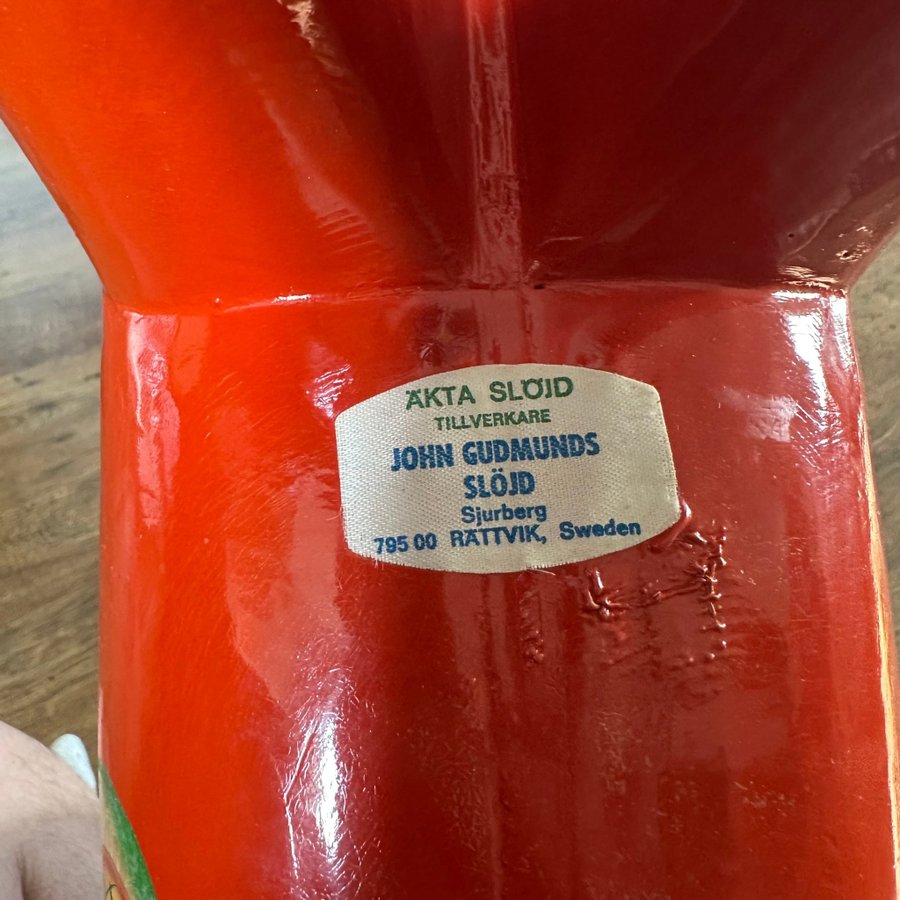 ÄKTA SLÖJD
TILLVERKARE
JOHN GUDMUNDS
SLÖJD
Sjurberg
795 00 RÄTTVIK, Sweden